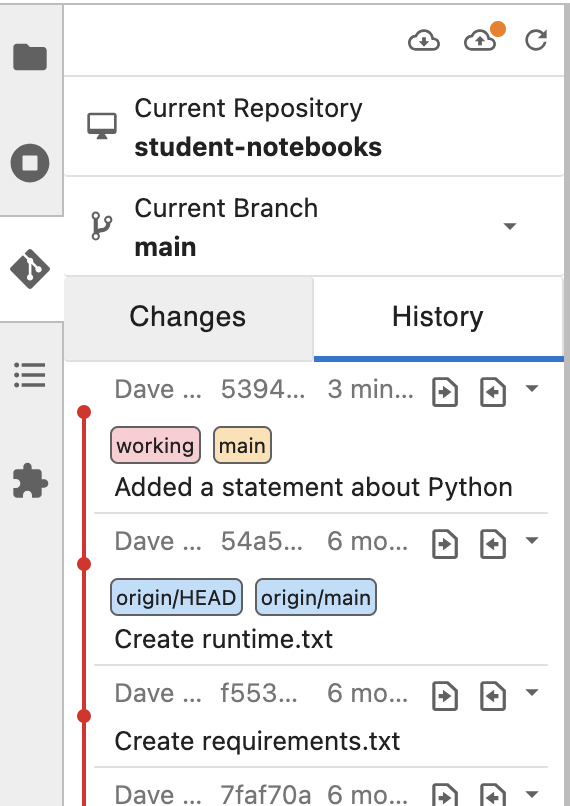 Current Repository
student-notebooks
Current Branch
main
Changes History
Dave ... 5394... 3 min...
working main
Added a statement about Python
Dave ... 54a5... 6 mo...
origin/HEAD origin/main
Create runtime.txt
Dave ... f553... 6 mo...
Create requirements.txt
Dave ... 7faf70a 6 mo...